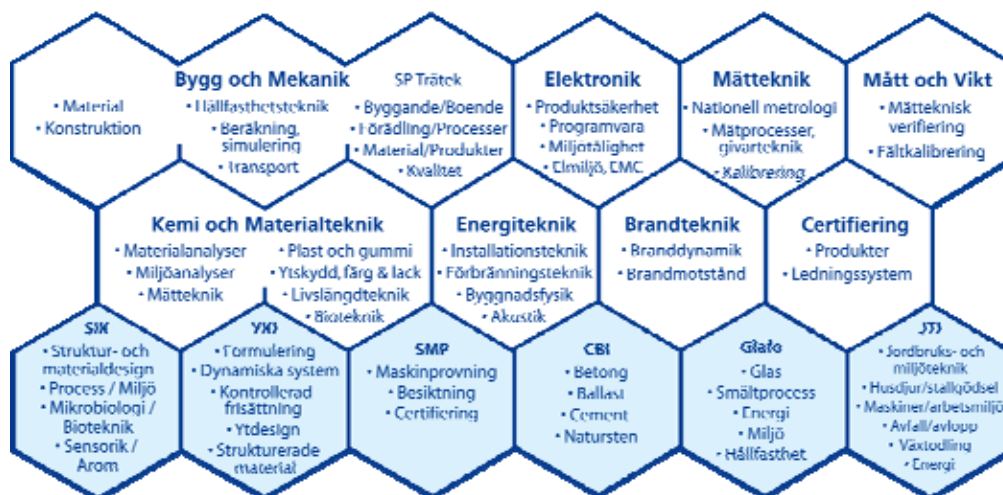 Bygg och Mekanik
• Material
• Konstruktion
• Hållfasthetsteknik
• Beräkning,
simulering
• Transport
SP Trätek
• Byggande/Boende
• Förädling/Processer
• Material/Produkter
• Kvalitet
Elektronik
• Produktsäkerhet
• Programvara
• Miljötålighet
• Elmiljö, EMC
Mätteknik
• Nationell metrologi
• Mätprocesser,
givarteknik
• Kalibrering
Mått och Vikt
• Mätteknisk
verifiering
• Fältkalibrering
Kemi och Materialteknik
• Materialanalyser
• Miljöanalyser
• Mätteknik
• Plast och gummi
• Ytskydd, färg & lack
• Livslängdteknik
• Bioteknik
Energiteknik
• Installationsteknik
• Förbränningsteknik
• Byggnadsfysik
• Akustik
Brandteknik
• Branddynamik
• Brandmotstånd
Certifiering
• Produkter
• Ledningssystem
SIK
• Struktur- och
materialdesign
• Process / Miljö
• Mikrobiologi /
Bioteknik
• Sensorik /
Arom
YKI
• Formulering
• Dynamiska system
• Kontrollerad
frisättning
• Ytdesign
• Strukturerade
material
SMP
• Maskinprovning
• Besiktning
• Certifiering
CBI
• Betong
• Ballast
• Cement
• Natursten
Glafo
• Glas
• Smältprocess
• Energi
• Miljö
• Hållfasthet
JTI
• Jordbruks- och
miljöteknik
• Husdjur/stallgödsel
• Maskiner/arbetsmiljö
• Avfall/avlopp
• Växtodling
• Energi